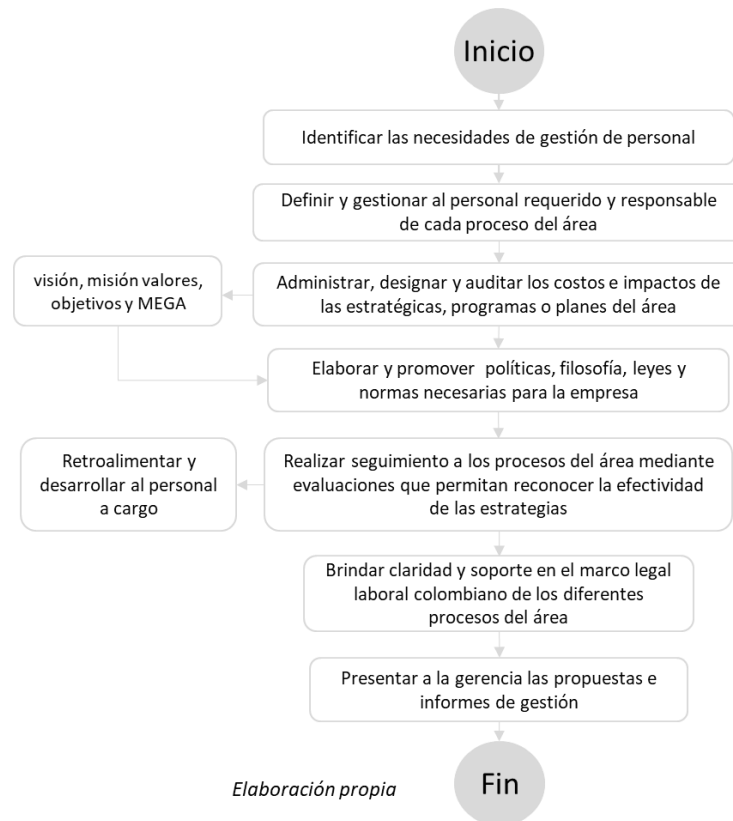 Inicio
Identificar las necesidades de gestión de personal
Definir y gestionar al personal requerido y responsable
de cada proceso del área
visión, misión valores,
objetivos y MEGA
Administrar, designar y auditar los costos e impactos de
las estratégicas, programas o planes del área
Elaborar y promover políticas, filosofía, leyes y
normas necesarias para la empresa
Retroalimentar y
desarrollar al personal
a cargo
Realizar seguimiento a los procesos del área mediante
evaluaciones que permitan reconocer la efectividad
de las estrategias
Brindar claridad y soporte en el marco legal
laboral colombiano de los diferentes
procesos del área
Presentar a la gerencia las propuestas e
informes de gestión
Fin
Elaboración propia